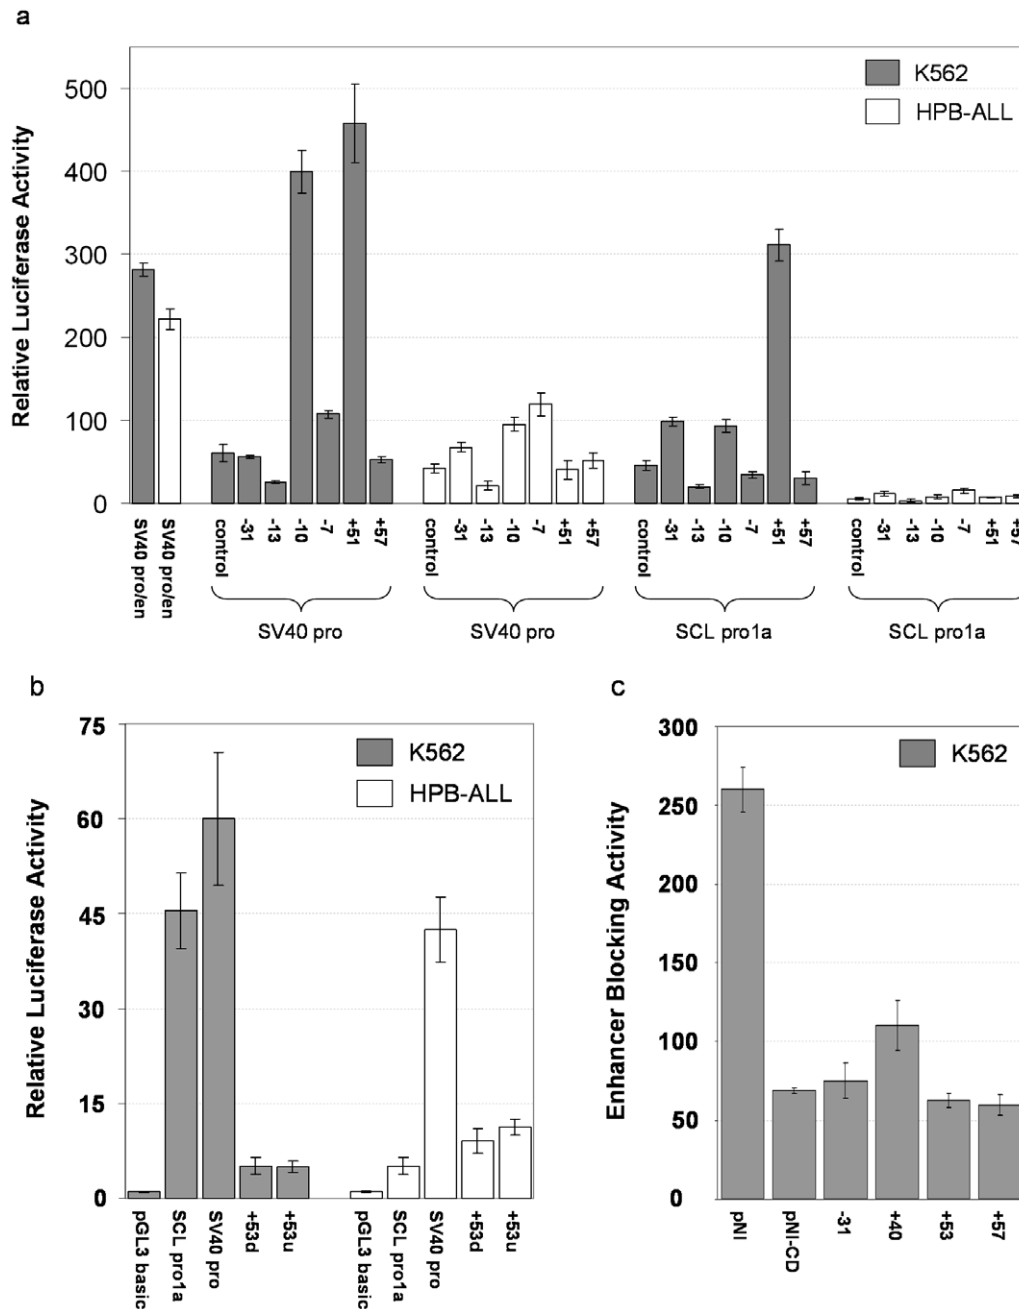 a
K562
HPB-ALL
Relative Luciferase Activity
500
400
300
200
100
0
SV40 pro/en
SV40 pro/en
control
-31
-13
-10
-7
+51
+57
control
-31
-13
-10
-7
+51
+57
control
-31
-13
-10
-7
+51
+57
control
-31
-13
-10
-7
+51
+57
SV40 pro
SV40 pro
SCL pro1a
SCL pro1a
b
K562
HPB-ALL
Relative Luciferase Activity
75
60
45
30
15
0
pGL3 basic
SCL pro1a
SV40 pro
+53d
+53u
pGL3 basic
SCL pro1a
SV40 pro
+53d
+53u
c
K562
Enhancer Blocking Activity
300
250
200
150
100
50
0
pNI
pNI-CD
-31
+40
+53
+57